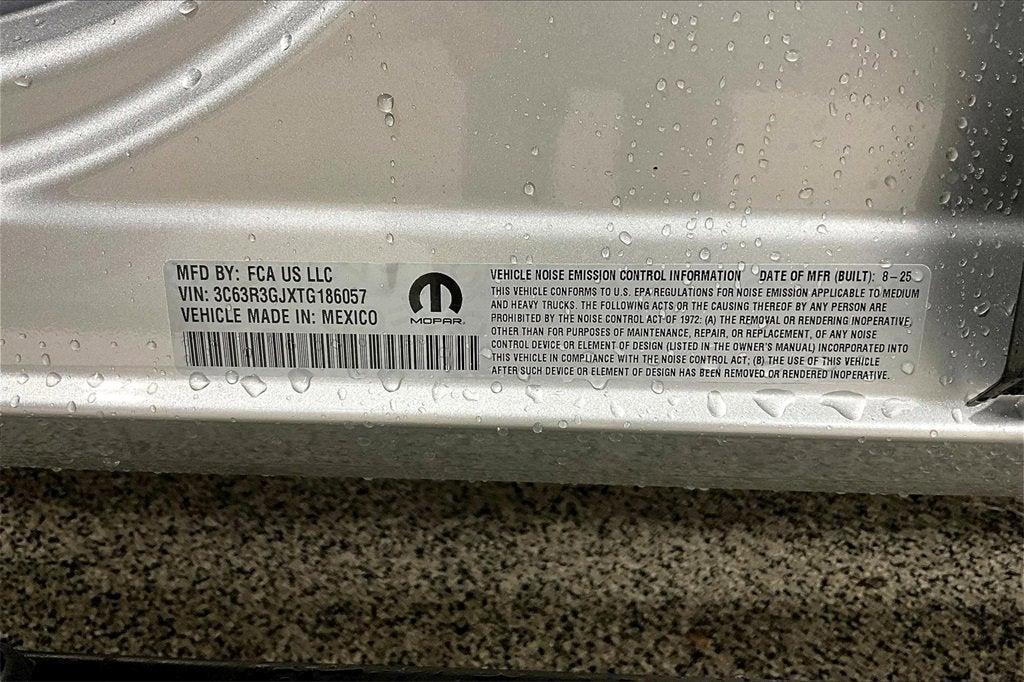 MFD BY: FCA US LLC
VIN: 3C63R3GJXTG186057
VEHICLE MADE IN: MEXICO
MOPAR
VEHICLE NOISE EMISSION CONTROL INFORMATION DATE OF MFR (BUILT): 8-25
THIS VEHICLE CONFORMS TO U.S. EPA REGULATIONS FOR NOISE EMISSION APPLICABLE TO MEDIUM
AND HEAVY TRUCKS. THE FOLLOWING ACTS OR THE CAUSING THEREOF BY ANY PERSON ARE
PROHIBITED BY THE NOISE CONTROL ACT OF 1972: (A) THE REMOVAL OR RENDERING INOPERATIVE,
OTHER THAN FOR PURPOSES OF MAINTENANCE, REPAIR, OR REPLACEMENT, OF ANY NOISE
CONTROL DEVICE OR ELEMENT OF DESIGN (LISTED IN THE OWNER'S MANUAL) INCORPORATED INTO
THIS VEHICLE IN COMPLIANCE WITH THE NOISE CONTROL ACT; (B) THE USE OF THIS VEHICLE
AFTER SUCH DEVICE OR ELEMENT OF DESIGN HAS BEEN REMOVED OR RENDERED INOPERATIVE.